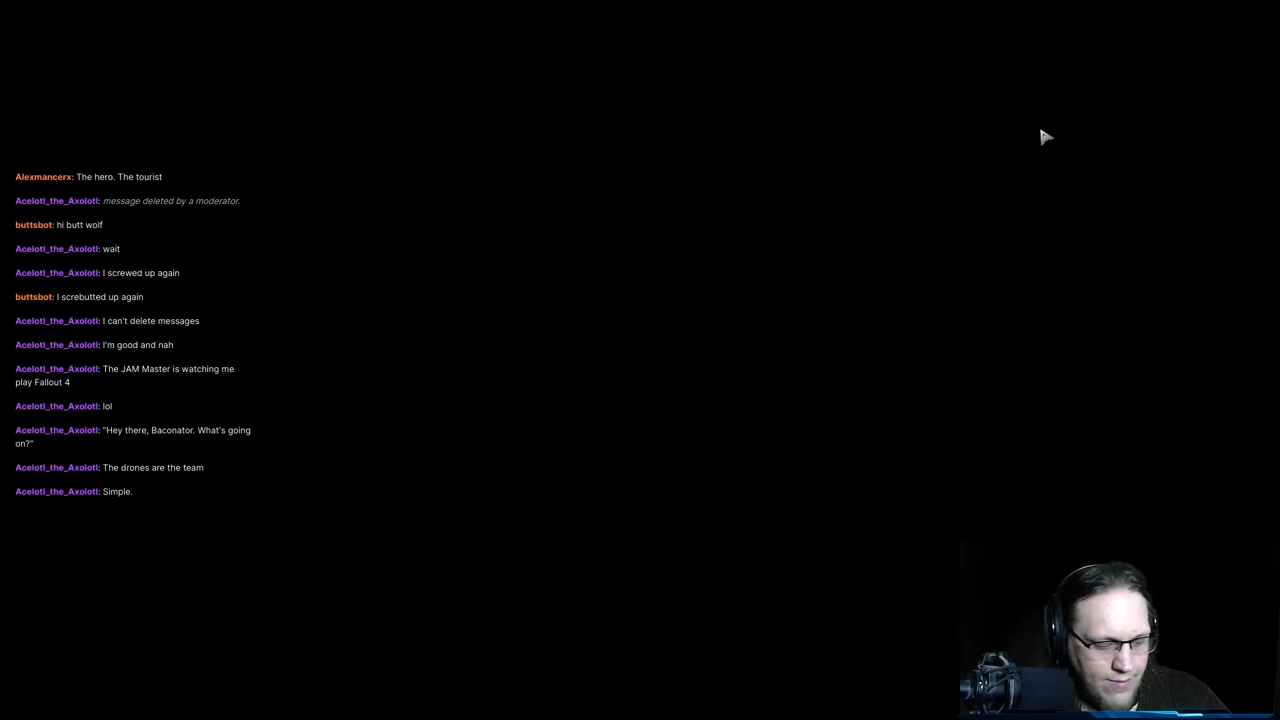 Alexmancerx: The hero. The tourist
Acelotl_the_Axolotl: message deleted by a moderator.
buttsbot: hi butt wolf
Acelotl_the_Axolotl: wait
Acelotl_the_Axolotl: I screwed up again
buttsbot: I screbutted up again
Acelotl_the_Axolotl: I can't delete messages
Acelotl_the_Axolotl: I'm good and nah
Acelotl_the_Axolotl: The JAM Master is watching me
play Fallout 4
Acelotl_the_Axolotl: lol
Acelotl_the_Axolotl: "Hey there, Baconator. What's going
on?"
Acelotl_the_Axolotl: The drones are the team
Acelotl_the_Axolotl: Simple.